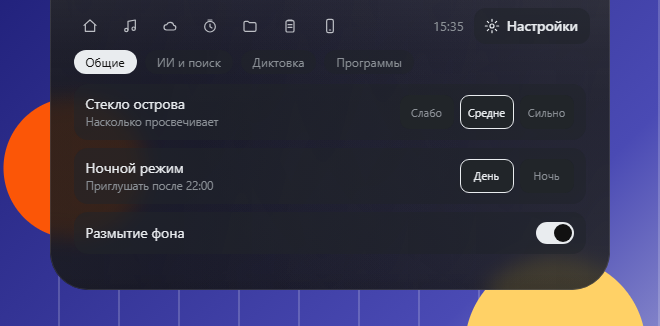 15:35 Настройки
Общие ИИ и поиск Диктовка Программы
Стекло острова
Насколько просвечивает
Слабо Средне Сильно
Ночной режим
Приглушать после 22:00
День Ночь
Размытие фона